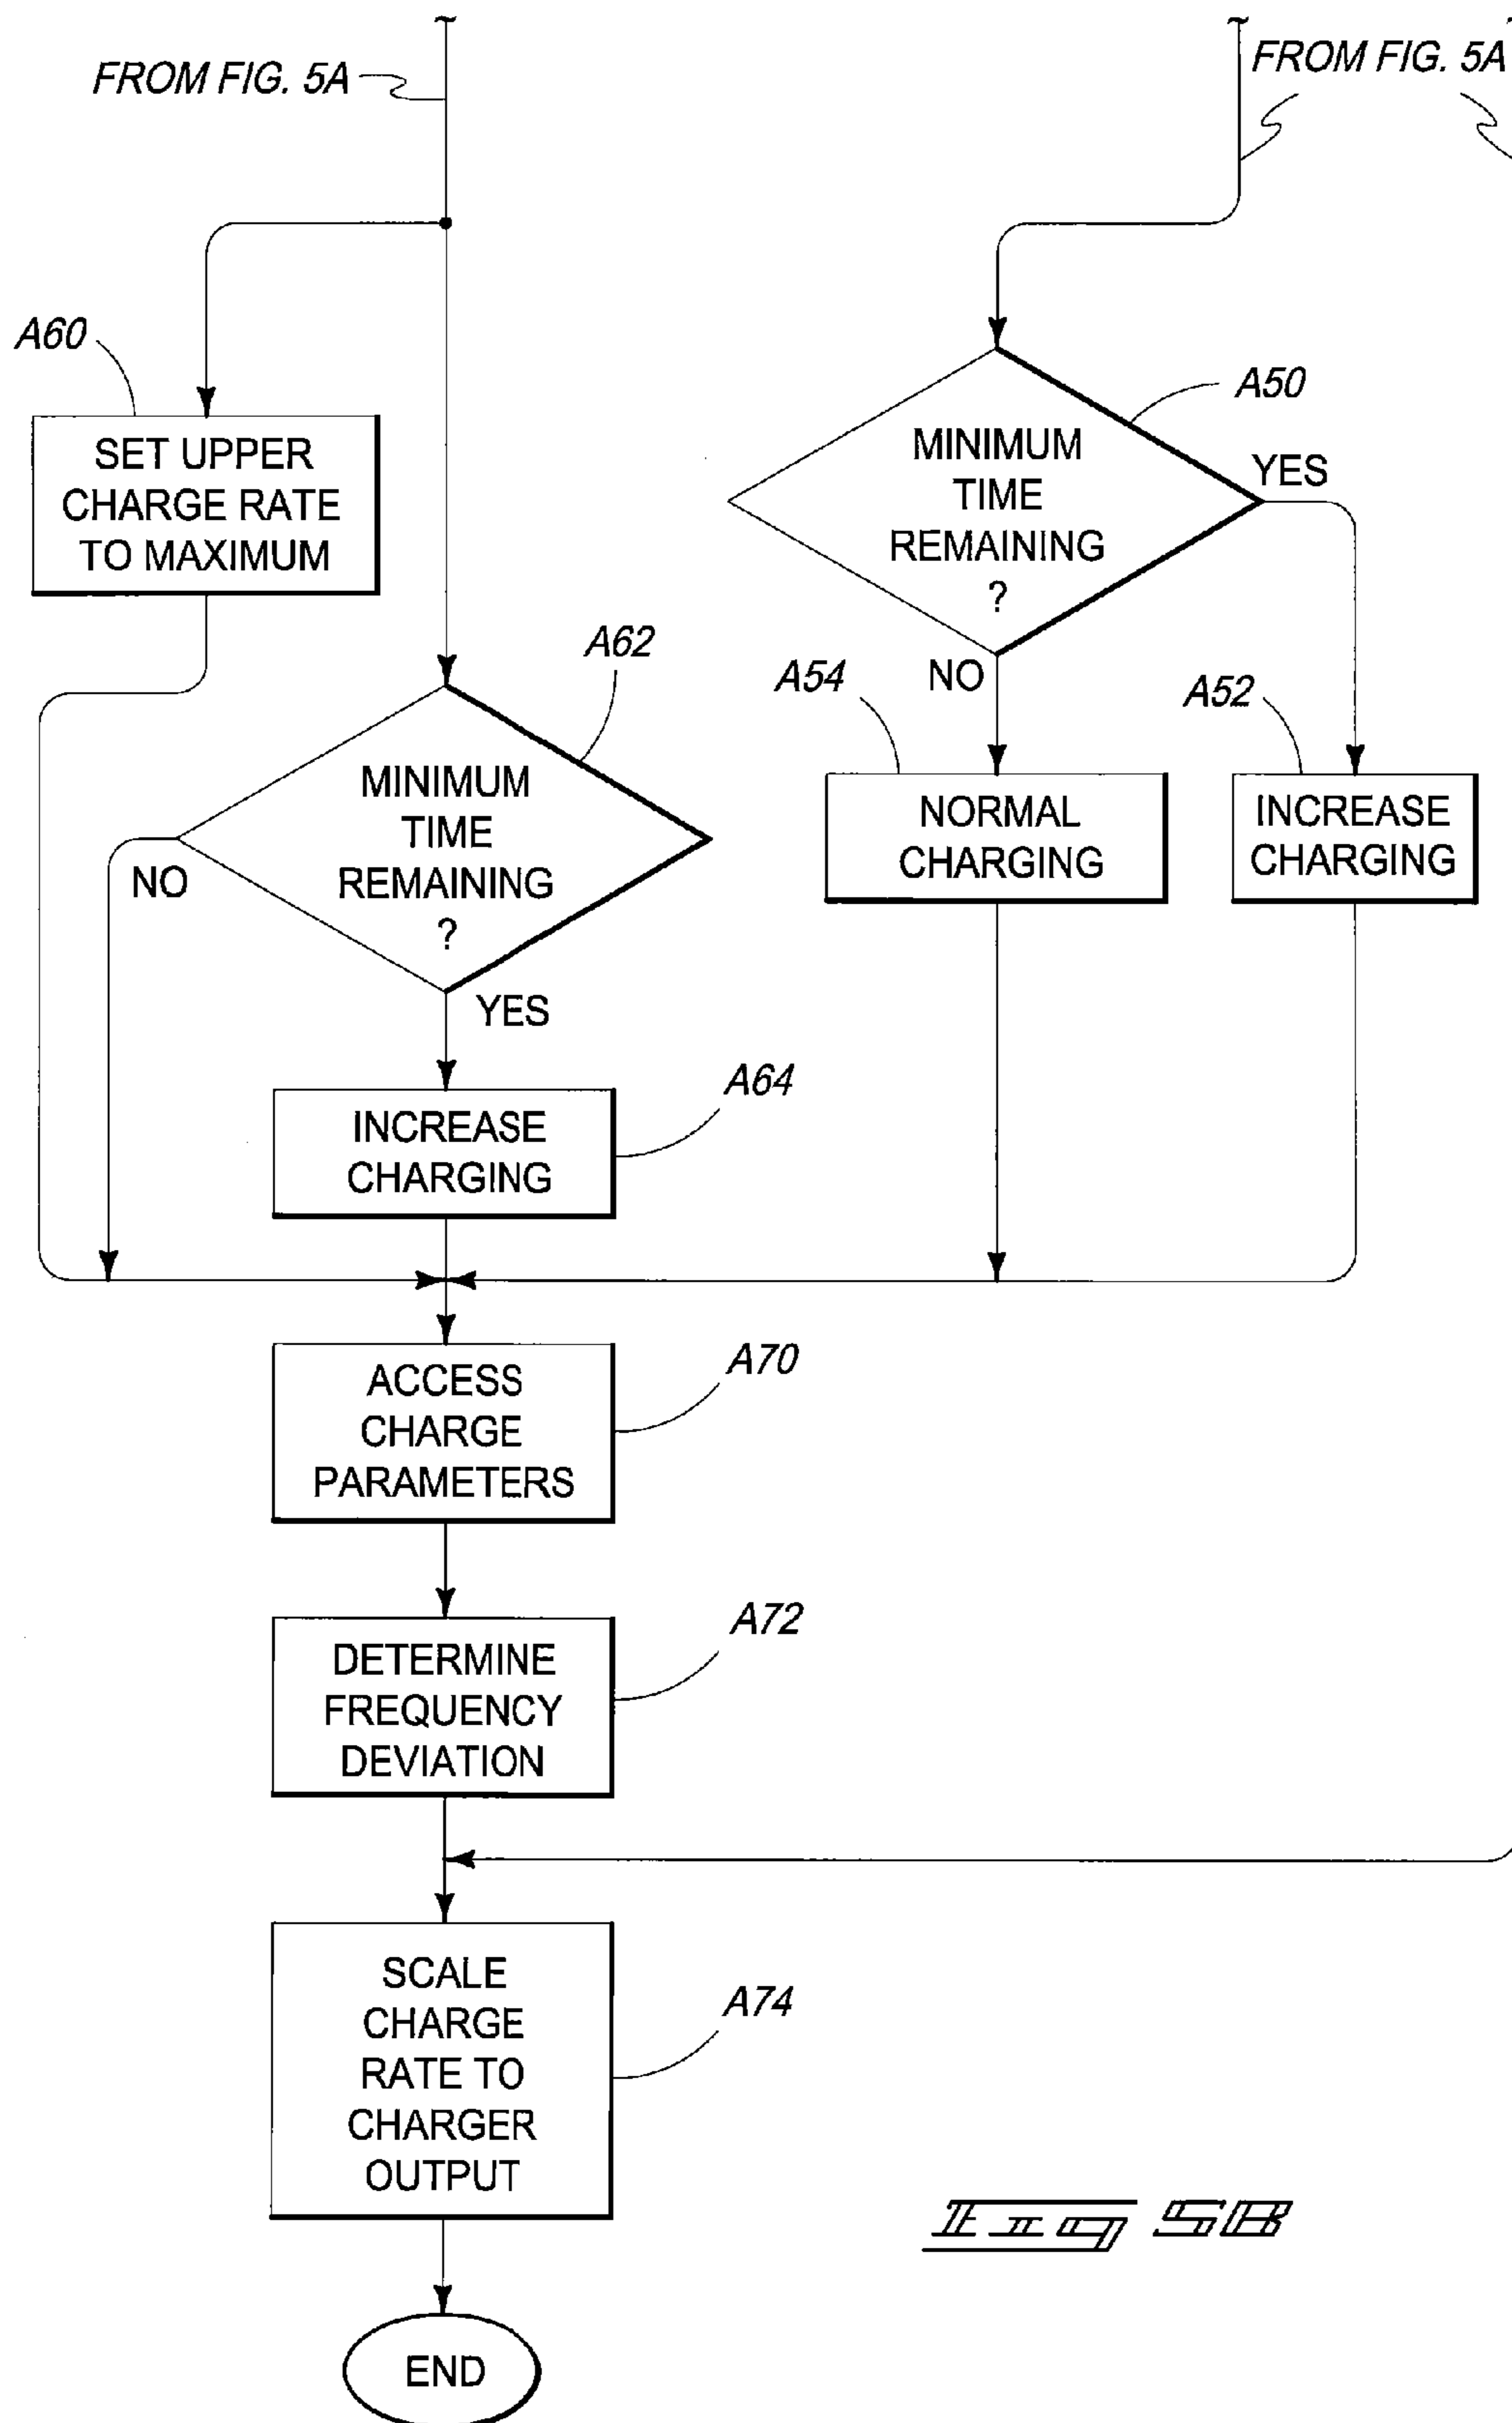 FROM FIG. 5A
FROM FIG. 5A
A60
SET UPPER
CHARGE RATE
TO MAXIMUM
A50
MINIMUM
TIME
REMAINING
?
YES
NO
A62
MINIMUM
TIME
REMAINING
?
NO
YES
A54
NORMAL
CHARGING
A52
INCREASE
CHARGING
A64
INCREASE
CHARGING
A70
ACCESS
CHARGE
PARAMETERS
A72
DETERMINE
FREQUENCY
DEVIATION
A74
SCALE
CHARGE
RATE TO
CHARGER
OUTPUT
Fig 5B
END